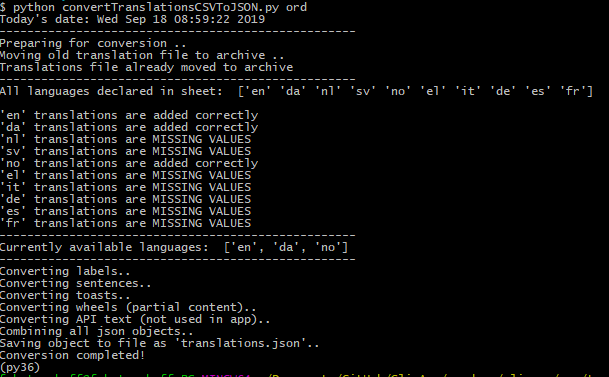 $ python convertTranslationsCSVToJSON.py ord
Today's date: Wed Sep 18 08:59:22 2019
--------------------------------------------------
Preparing for conversion ..
Moving old translation file to archive ..
Translations file already moved to archive
--------------------------------------------------
All languages declared in sheet:  ['en' 'da' 'nl' 'sv' 'no' 'el' 'it' 'de' 'es' 'fr']
'en' translations are added correctly
'da' translations are added correctly
'nl' translations are MISSING VALUES
'sv' translations are MISSING VALUES
'no' translations are added correctly
'el' translations are MISSING VALUES
'it' translations are MISSING VALUES
'de' translations are MISSING VALUES
'es' translations are MISSING VALUES
'fr' translations are MISSING VALUES
--------------------------------------------------
Currently available languages:  ['en', 'da', 'no']
--------------------------------------------------
Converting labels..
Converting sentences..
Converting toasts..
Converting wheels (partial content)..
Converting API text (not used in app)..
Combining all json objects..
Saving object to file as 'translations.json'..
Conversion completed!
(py36)